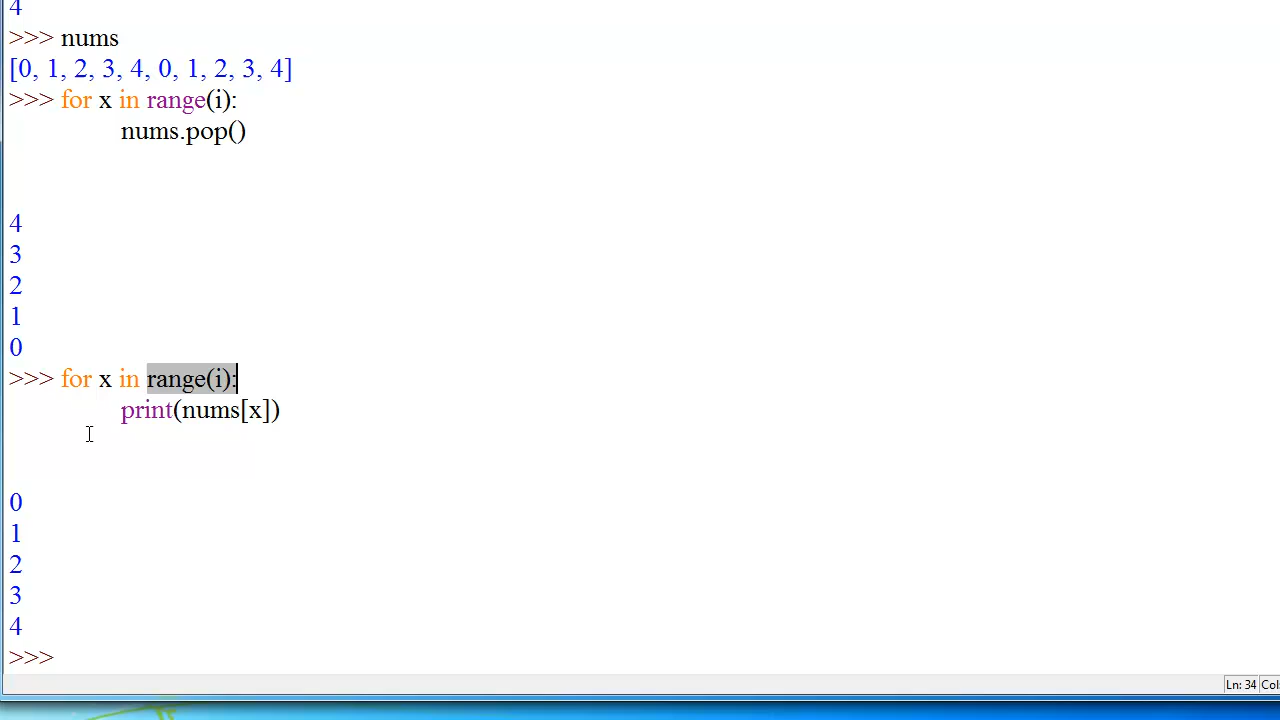 4
>>> nums
[0, 1, 2, 3, 4, 0, 1, 2, 3, 4]
>>> for x in range(i):
nums.pop()
4
3
2
1
0
>>> for x in range(i):
print(nums[x])
0
1
2
3
4
>>>
Ln: 34 Col: